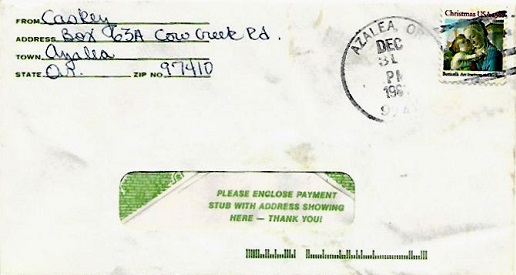 FROM Caskey
ADDRESS Box 63A Cow Creek Rd.
TOWN Azalea
STATE OR. ZIP NO. 97410
AZALEA, OR
DEC
31
PM
Christmas USA
PLEASE ENCLOSE PAYMENT
STUB WITH ADDRESS SHOWING
HERE — THANK YOU!